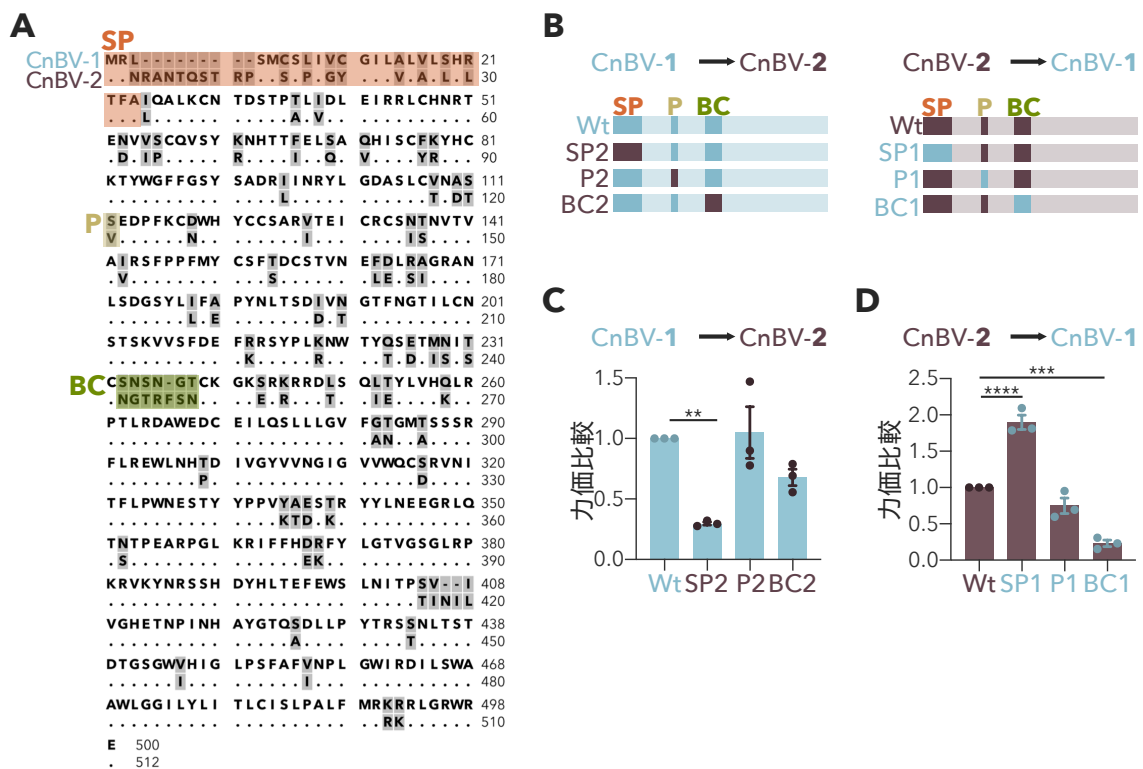 A
SP
CnBV-1 MRL------- --SMCSLIVC GILALVLSHR 21
CnBV-2 ..NRANTQST RP..S.P.GY ...V.A.L.L 30
TFAIQALKCN TDSTPTLIDL EIRRLCHNRT 51
...L...... .....A.V.. .......... 60
ENVVSCQVSY KNHTTFELSA QHISCFKYHC 81
.D.IP..... R....I..Q. V....YR... 90
KTYWGFFGSY SADRIINRYL GDASLCVNAS 111
.......... ....L..... ......T.DT 120
P SEDPFKCDWH YCCSARVTEI CRCSNTNVTV 141
V......N.. ......I... ....IS.... 150
AIRSFPPFMY CSFTDCSTVN EFDLRAGRAN 171
.V........ ...S...... .LE.SI.... 180
LSDGSYLIFA PYNLTSDIVN GTFNGTILCN 201
.......L.E .......D.T .......... 210
STSKVVSFDE FRRSYPLKNW TYQSETMNIT 231
.......... .K.....R.. ..T.D.IS.S 240
BC CSNSN-GTCK GKSRKRRDLS QLTYLVHQLR 260
.NGTRFSN.. ..E.R...T. .IE....K.. 270
PTLRDAWEDC EILQSLLLGV FGTGMTSSSR 290
.......... .......... .AN..A.... 300
FLREWLNHTD IVGYVVNGIG VVWQCSRVNI 320
........P. .......... .....D.... 330
TFLPWNESTY YPPVYAESTR YYLNEEGRLQ 350
.......... ....KTD.K. .......... 360
TNTPEARPGL KRIFFHDRFY LGTVGSGLRP 380
.S........ ......EK.. .......... 390
KRVKYNRSSH DYHLTEFEWS LNITPSV--I 408
.......... .......... .....TINIL 420
VGHETNPINH AYGTQSDLLP YTRSSNLTST 438
.......... .....A.... ....T..... 450
DTGSGWVHIG LPSFAFVNPL GWIRDILSWA 468
......I... ......I... .......... 480
AWLGGILYLI TLCISLPALF MRKRRLGRWR 498
.......... .......... ..RK...... 510
E 500
. 512
B
CnBV-1 → CnBV-2
SP P BC
Wt
SP2
P2
BC2
CnBV-2 → CnBV-1
SP P BC
Wt
SP1
P1
BC1
C
CnBV-1 → CnBV-2
力価比較
1.5
1.0
0.5
0.0
**
Wt SP2 P2 BC2
D
CnBV-2 → CnBV-1
力価比較
2.5
2.0
1.5
1.0
0.5
0.0
***
****
Wt SP1 P1 BC1